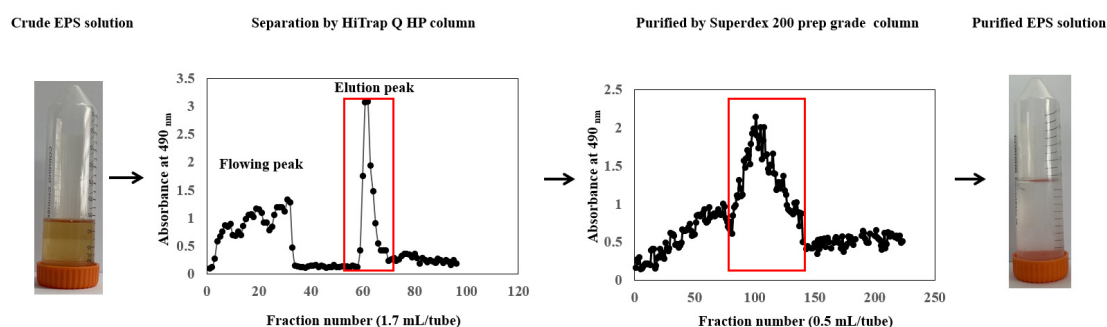 Crude EPS solution
Separation by HiTrap Q HP column
Purified by Superdex 200 prep grade column
Purified EPS solution
Absorbance at 490 nm
3.5
3
2.5
2
1.5
1
0.5
0
Flowing peak
Elution peak
0 20 40 60 80 100 120
Fraction number (1.7 mL/tube)
Absorbance at 490 nm
2.5
2
1.5
1
0.5
0
0 50 100 150 200 250
Fraction number (0.5 mL/tube)